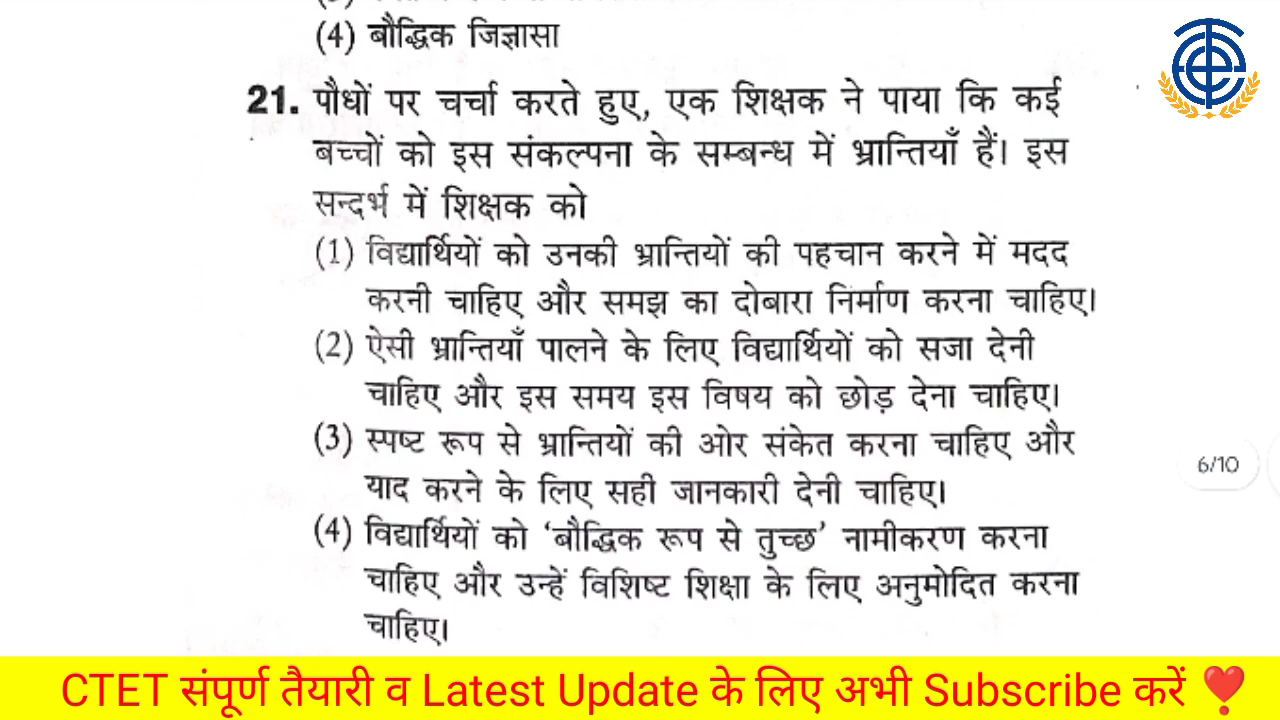 (4) बौद्धिक जिज्ञासा
21. पौधों पर चर्चा करते हुए, एक शिक्षक ने पाया कि कई
बच्चों को इस संकल्पना के सम्बन्ध में भ्रान्तियाँ हैं। इस
सन्दर्भ में शिक्षक को
(1) विद्यार्थियों को उनकी भ्रान्तियों की पहचान करने में मदद
करनी चाहिए और समझ का दोबारा निर्माण करना चाहिए।
(2) ऐसी भ्रान्तियाँ पालने के लिए विद्यार्थियों को सजा देनी
चाहिए और इस समय इस विषय को छोड़ देना चाहिए।
(3) स्पष्ट रूप से भ्रान्तियों की ओर संकेत करना चाहिए और
याद करने के लिए सही जानकारी देनी चाहिए।
6/10
(4) विद्यार्थियों को ‘बौद्धिक रूप से तुच्छ’ नामीकरण करना
चाहिए और उन्हें विशिष्ट शिक्षा के लिए अनुमोदित करना
चाहिए।
CTET संपूर्ण तैयारी व Latest Update के लिए अभी Subscribe करें ❣️